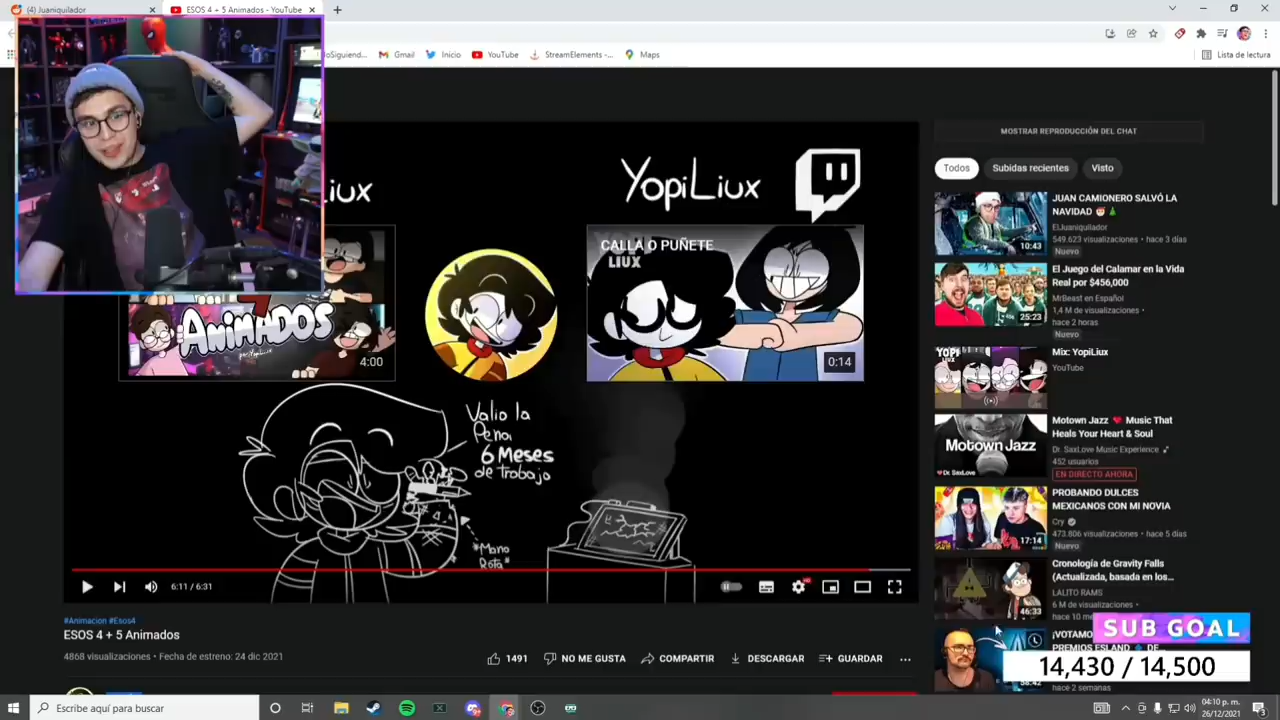 (4) Juaniquilador
ESOS 4 + 5 Animados - YouTube
Gmail
Inicio
YouTube
StreamElements -...
Maps
Lista de lectura
MOSTRAR REPRODUCCIÓN DEL CHAT
Todos
Subidas recientes
Visto
YopiLiux
CALLA O PUÑETE
LIUX
0:14
ANIMADOS
4:00
Valio la
Pena
6 Meses
de trabajo
*Mano
Rota*
6:11 / 6:31
#Animacion #Esos4
ESOS 4 + 5 Animados
4868 visualizaciones • Fecha de estreno: 24 dic 2021
1491
NO ME GUSTA
COMPARTIR
DESCARGAR
GUARDAR
JUAN CAMIONERO SALVÓ LA
NAVIDAD
ElJuaniquilador
549.623 visualizaciones • hace 3 días
Nuevo
10:43
El Juego del Calamar en la Vida
Real por $456,000
MrBeast en Español
1,4 M de visualizaciones •
hace 2 horas
Nuevo
25:23
Mix: YopiLiux
YouTube
Motown Jazz
Motown Jazz Music That
Heals Your Heart & Soul
Dr. SaxLove Music Experience
452 usuarios
EN DIRECTO AHORA
PROBANDO DULCES
MEXICANOS CON MI NOVIA
Cry
473.806 visualizaciones • hace 5 días
Nuevo
17:14
Cronología de Gravity Falls
(Actualizada, basada en los...
LALITO RAMS
6 M de visualizaciones •
46:33
SUB GOAL
14,430 / 14,500
hace 2 semanas
Escribe aquí para buscar
04:10 p. m.
26/12/2021